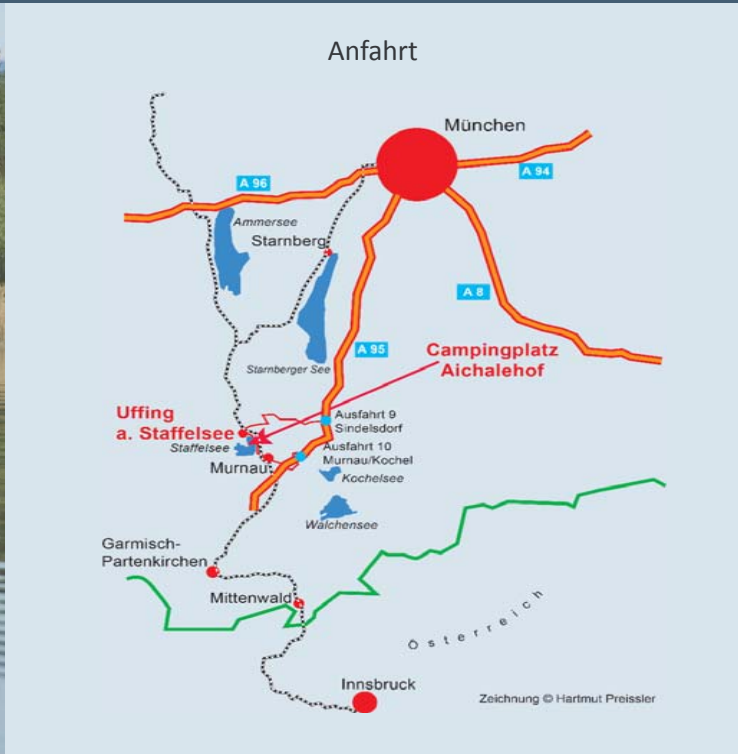 Anfahrt
München
A 96
A 94
Ammersee
Starnberg
A 8
A 95
Starnberger See
Campingplatz
Aichalehof
Uffing
a. Staffelsee
Ausfahrt 9
Sindelsdorf
Staffelsee
Ausfahrt 10
Murnau/Kochel
Murnau
Kochelsee
Walchensee
Garmisch-
Partenkirchen
Mittenwald
Österreich
Innsbruck
Zeichnung © Hartmut Preissler